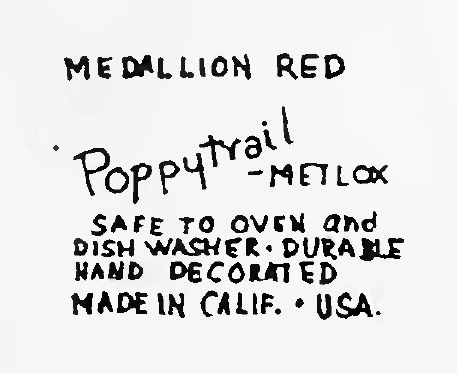 MEDALLION RED
Poppytrail
-METLOX
SAFE TO OVEN and
DISH WASHER · DURABLE
HAND DECORATED
MADE IN CALIF. • USA.